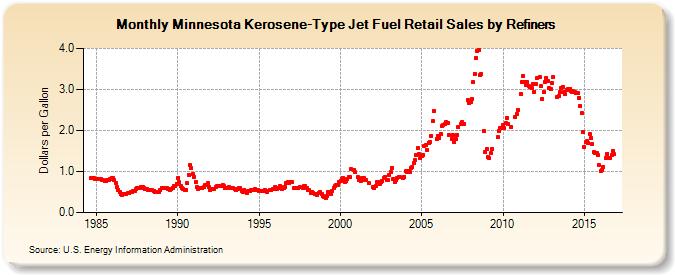 Monthly Minnesota Kerosene-Type Jet Fuel Retail Sales by Refiners
Dollars per Gallon
4.0
3.0
2.0
1.0
0.0
1985 1990 1995 2000 2005 2010 2015
Source: U.S. Energy Information Administration